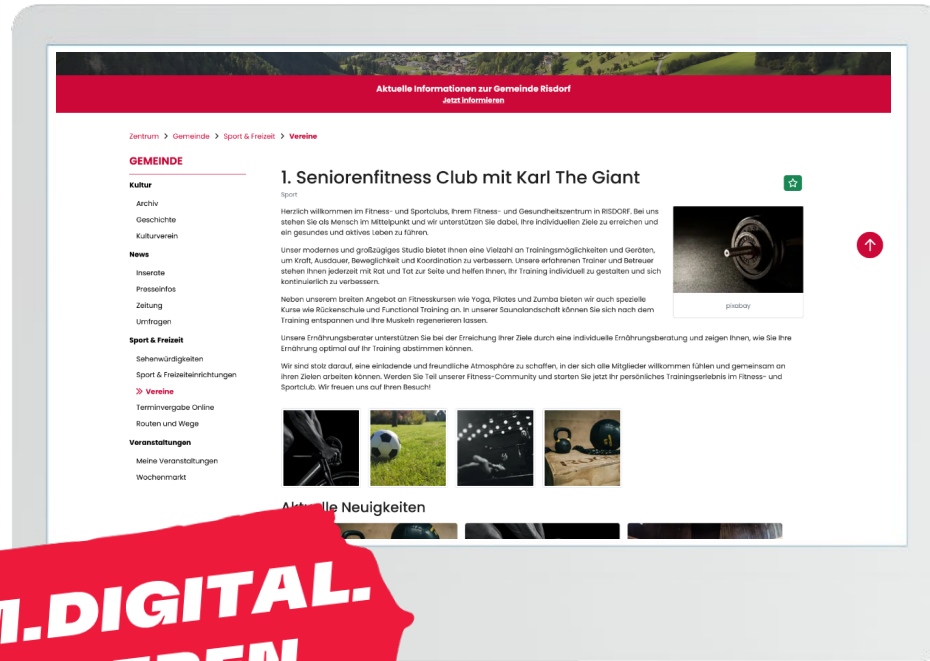 Aktuelle Informationen zur Gemeinde Risdorf
Jetzt informieren
Zentrum > Gemeinde > Sport & Freizeit > Vereine
GEMEINDE
Kultur
Archiv
Geschichte
Kulturverein
News
Inserate
Presseinfos
Zeitung
Umfragen
Sport & Freizeit
Sehenwürdigkeiten
Sport & Freizeiteinrichtungen
» Vereine
Terminvergabe Online
Routen und Wege
Veranstaltungen
Meine Veranstaltungen
Wochenmarkt
1. Seniorenfitness Club mit Karl The Giant
Sport
Herzlich willkommen im Fitness- und Sportclubs, Ihrem Fitness- und Gesundheitszentrum in RISDORF. Bei uns
stehen Sie als Mensch im Mittelpunkt und wir unterstützen Sie dabei, Ihre individuellen Ziele zu erreichen und
ein gesundes und aktives Leben zu führen.
Unser modernes und großzügiges Studio bietet Ihnen eine Vielzahl an Trainingsmöglichkeiten und Geräten,
um Kraft, Ausdauer, Beweglichkeit und Koordination zu verbessern. Unsere erfahrenen Trainer und Betreuer
stehen Ihnen jederzeit mit Rat und Tat zur Seite und helfen Ihnen, Ihr Training individuell zu gestalten und sich
kontinuierlich zu verbessern.
Neben unserem breiten Angebot an Fitnesskursen wie Yoga, Pilates und Zumba bieten wir auch spezielle
Kurse wie Rückenschule und Functional Training an. In unserer Saunalandschaft können Sie sich nach dem
Training entspannen und Ihre Muskeln regenerieren lassen.
Unsere Ernährungsberater unterstützen Sie bei der Erreichung Ihrer Ziele durch eine individuelle Ernährungsberatung und zeigen Ihnen, wie Sie Ihre
Ernährung optimal auf Ihr Training abstimmen können.
Wir sind stolz darauf, eine einladende und freundliche Atmosphäre zu schaffen, in der sich alle Mitglieder willkommen fühlen und gemeinsam an
ihren Zielen arbeiten können. Werden Sie Teil unserer Fitness-Community und starten Sie jetzt Ihr persönliches Trainingserlebnis im Fitness- und
Sportclub. Wir freuen uns auf Ihren Besuch!
pixabay
Aktuelle Neuigkeiten
.DIGITAL.